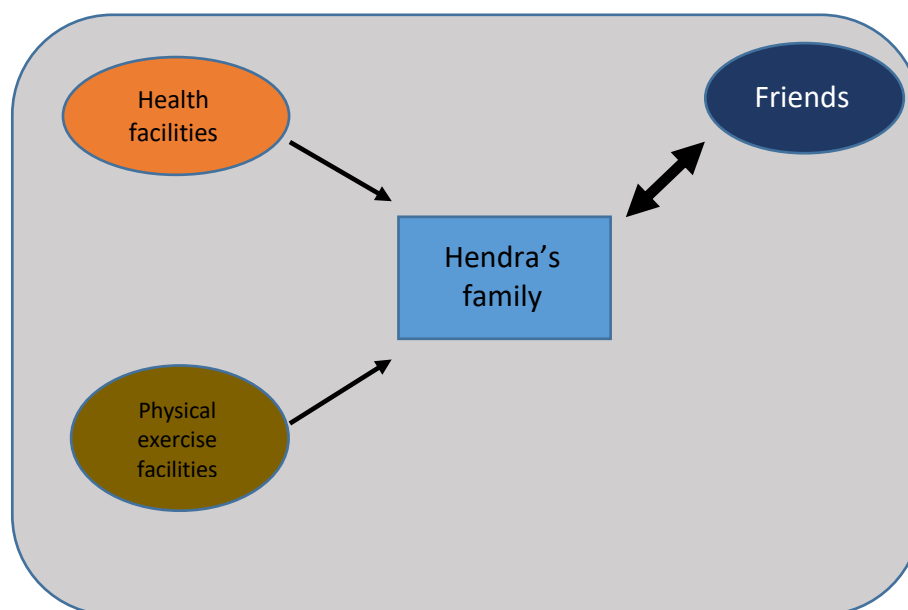 Health
facilities
Friends
Hendra’s
family
Physical
exercise
facilities